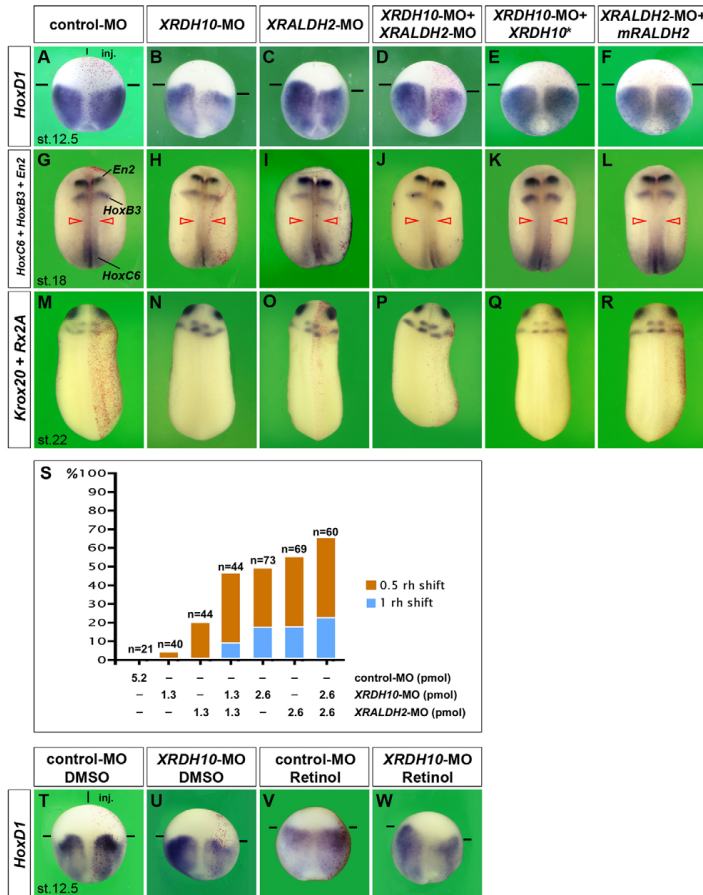 control-MO
XRDH10-MO
XRALDH2-MO
XRDH10-MO+
XRALDH2-MO
XRDH10-MO+
XRDH10*
XRALDH2-MO+
mRALDH2
HoxD1
A
inj.
B
C
D
E
F
st.12.5
HoxC6 + HoxB3 + En2
G
En2
HoxB3
HoxC6
H
I
J
K
L
st.18
Krox20 + Rx2A
M
N
O
P
Q
R
st.22
S
%100
90
80
70
60
50
40
30
20
10
0
n=21
n=40
n=44
n=44
n=73
n=69
n=60
0.5 rh shift
1 rh shift
5.2 – – – – – – control-MO (pmol)
– 1.3 – 1.3 2.6 – 2.6 XRDH10-MO (pmol)
– – 1.3 1.3 – 2.6 2.6 XRALDH2-MO (pmol)
control-MO
DMSO
XRDH10-MO
DMSO
control-MO
Retinol
XRDH10-MO
Retinol
HoxD1
T
inj.
U
V
W
st.12.5